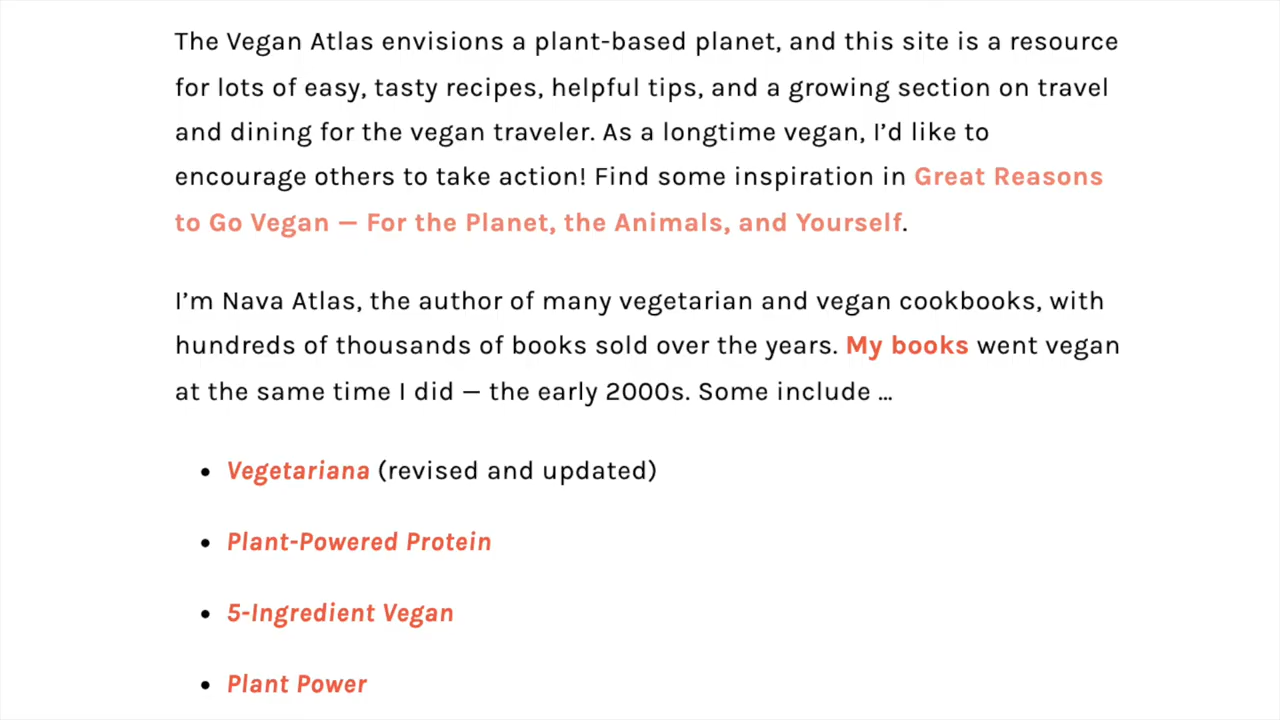 The Vegan Atlas envisions a plant-based planet, and this site is a resource
for lots of easy, tasty recipes, helpful tips, and a growing section on travel
and dining for the vegan traveler. As a longtime vegan, I’d like to
encourage others to take action! Find some inspiration in Great Reasons
to Go Vegan — For the Planet, the Animals, and Yourself.
I’m Nava Atlas, the author of many vegetarian and vegan cookbooks, with
hundreds of thousands of books sold over the years. My books went vegan
at the same time I did — the early 2000s. Some include …
• Vegetariana (revised and updated)
• Plant-Powered Protein
• 5-Ingredient Vegan
• Plant Power